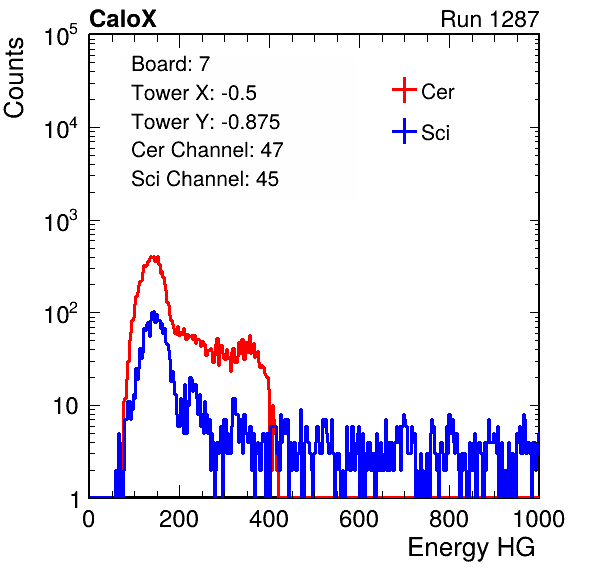 CaloX Run 1287
Counts
Board: 7
Tower X: -0.5
Tower Y: -0.875
Cer Channel: 47
Sci Channel: 45
Cer
Sci
10^5
10^4
10^3
10^2
10
1
0 200 400 600 800 1000
Energy HG